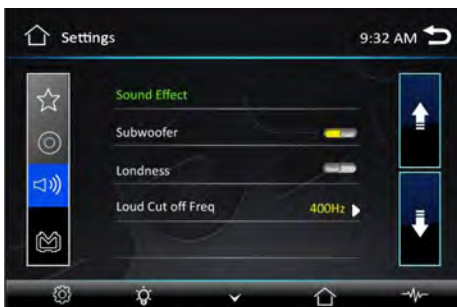 Settings
9:32 AM
Sound Effect
Subwoofer
Londness
Loud Cut off Freq 400Hz